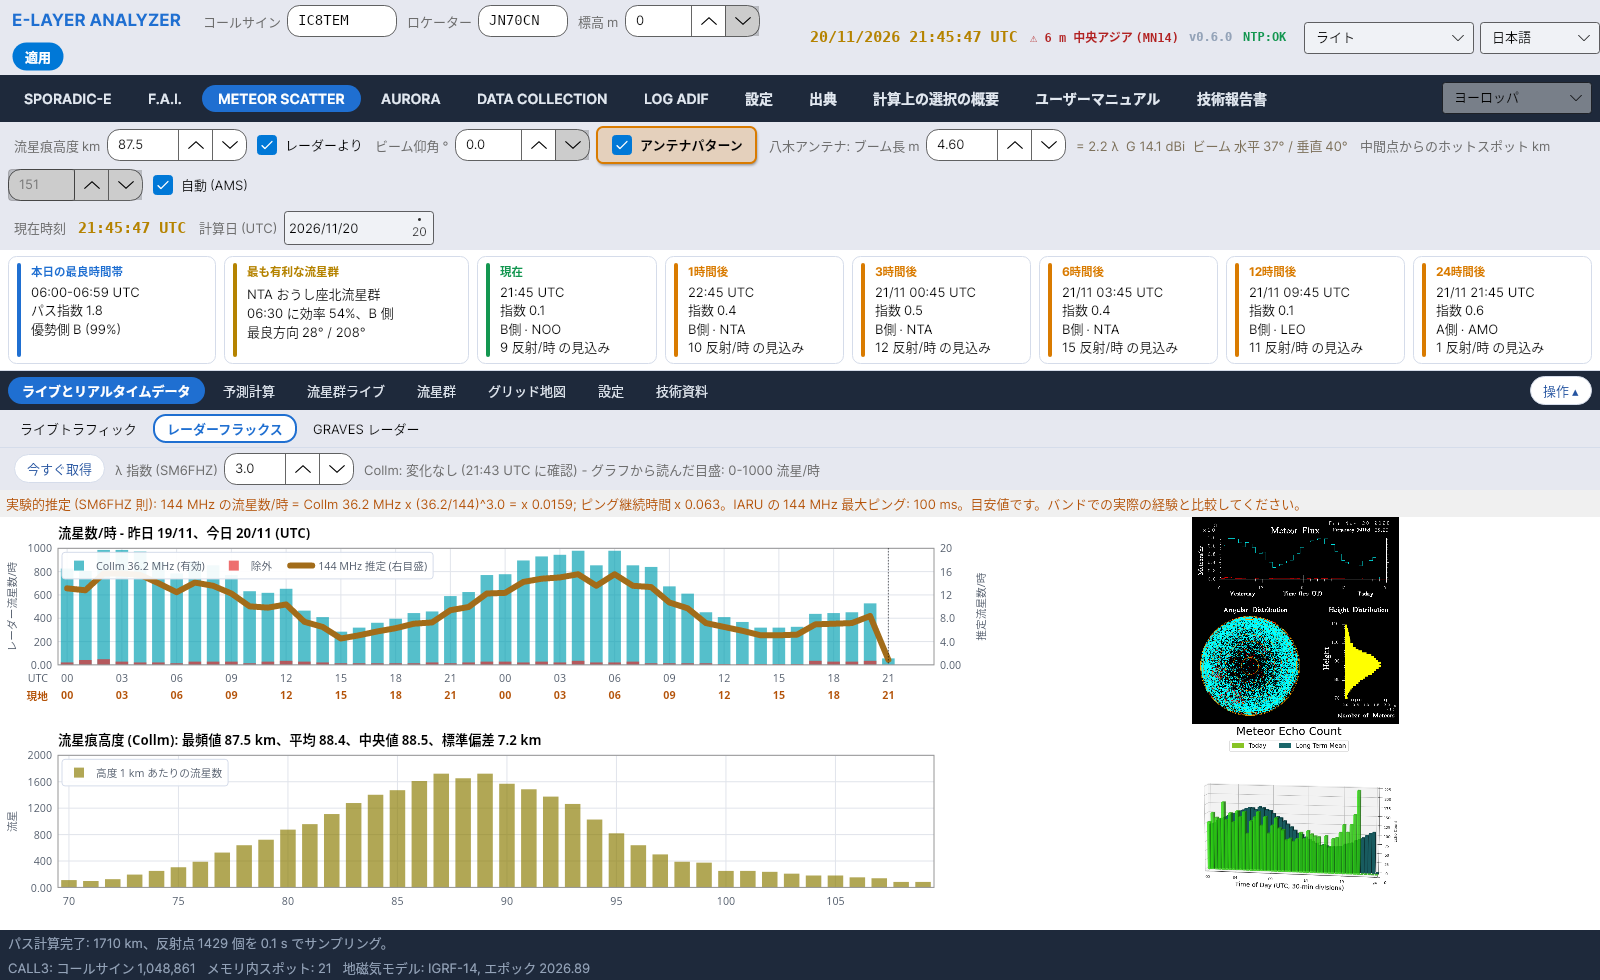 E-LAYER ANALYZER コールサイン IC8TEM ロケーター JN70CN 標高 m 0
適用
20/11/2026 21:45:47 UTC ⚠ 6 m 中央アジア (MN14) v0.6.0 NTP:OK ライト 日本語
SPORADIC-E F.A.I. METEOR SCATTER AURORA DATA COLLECTION LOG ADIF 設定 出典 計算上の選択の概要 ユーザーマニュアル 技術報告書 ヨーロッパ
流星痕高度 km 87.5 レーダーより ビーム仰角 ° 0.0 アンテナパターン 八木アンテナ: ブーム長 m 4.60 = 2.2 λ G 14.1 dBi ビーム 水平 37° / 垂直 40° 中間点からのホットスポット km
151 自動 (AMS)
現在時刻 21:45:47 UTC 計算日 (UTC) 2026/11/20 20
本日の最良時間帯
06:00-06:59 UTC
パス指数 1.8
優勢側 B (99%)
最も有利な流星群
NTA おうし座北流星群
06:30 に効率 54%、B 側
最良方向 28° / 208°
現在
21:45 UTC
指数 0.1
B側 · NOO
9 反射/時 の見込み
1時間後
22:45 UTC
指数 0.4
B側 · NTA
10 反射/時 の見込み
3時間後
21/11 00:45 UTC
指数 0.5
B側 · NTA
12 反射/時 の見込み
6時間後
21/11 03:45 UTC
指数 0.4
B側 · NTA
15 反射/時 の見込み
12時間後
21/11 09:45 UTC
指数 0.1
B側 · LEO
11 反射/時 の見込み
24時間後
21/11 21:45 UTC
指数 0.6
A側 · AMO
1 反射/時 の見込み
ライブとリアルタイムデータ 予測計算 流星群ライブ 流星群 グリッド地図 設定 技術資料 操作 ▴
ライブトラフィック レーダーフラックス GRAVES レーダー
今すぐ取得 λ 指数 (SM6FHZ) 3.0 Collm: 変化なし (21:43 UTC に確認) - グラフから読んだ目盛: 0-1000 流星/時
実験的推定 (SM6FHZ 則): 144 MHz の流星数/時 = Collm 36.2 MHz x (36.2/144)^3.0 = x 0.0159; ピング継続時間 x 0.063。IARU の 144 MHz 最大ピング: 100 ms。目安値です。バンドでの実際の経験と比較してください。
流星数/時 - 昨日 19/11、今日 20/11 (UTC)
Collm 36.2 MHz (有効) 除外 144 MHz 推定 (右目盛)
レーダー流星数/時
1000
800
600
400
200
0.00
20
16
12
8.0
4.0
0.00
推定流星数/時
UTC 00 03 06 09 12 15 18 21 00 03 06 09 12 15 18 21
現地 00 03 06 09 12 15 18 21 00 03 06 09 12 15 18 21
流星痕高度 (Collm): 最頻値 87.5 km、平均 88.4、中央値 88.5、標準偏差 7.2 km
高度 1 km あたりの流星数
流星
2000
1600
1200
800
400
0.00
70 75 80 85 90 95 100 105
Meteor Flux
Yesterday Today
Angular Distribution Height Distribution
Height
Number of Meteors
Meteor Echo Count
Today Long Term Mean
Time of Day (UTC, 30-min divisions)
パス計算完了: 1710 km、反射点 1429 個を 0.1 s でサンプリング。
CALL3: コールサイン 1,048,861 メモリ内スポット: 21 地磁気モデル: IGRF-14, エポック 2026.89